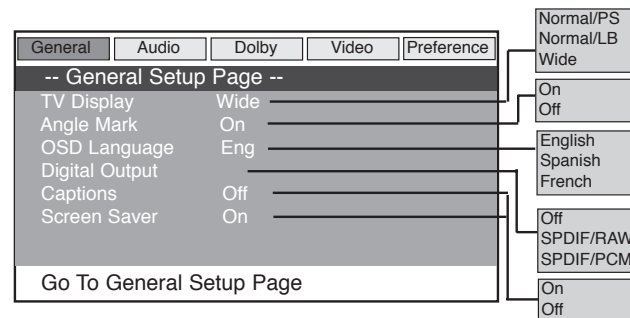 General Audio Dolby Video Preference
-- General Setup Page --
TV Display Wide
Angle Mark On
OSD Language Eng
Digital Output
Captions Off
Screen Saver On
Go To General Setup Page
Normal/PS
Normal/LB
Wide
On
Off
English
Spanish
French
Off
SPDIF/RAW
SPDIF/PCM
On
Off